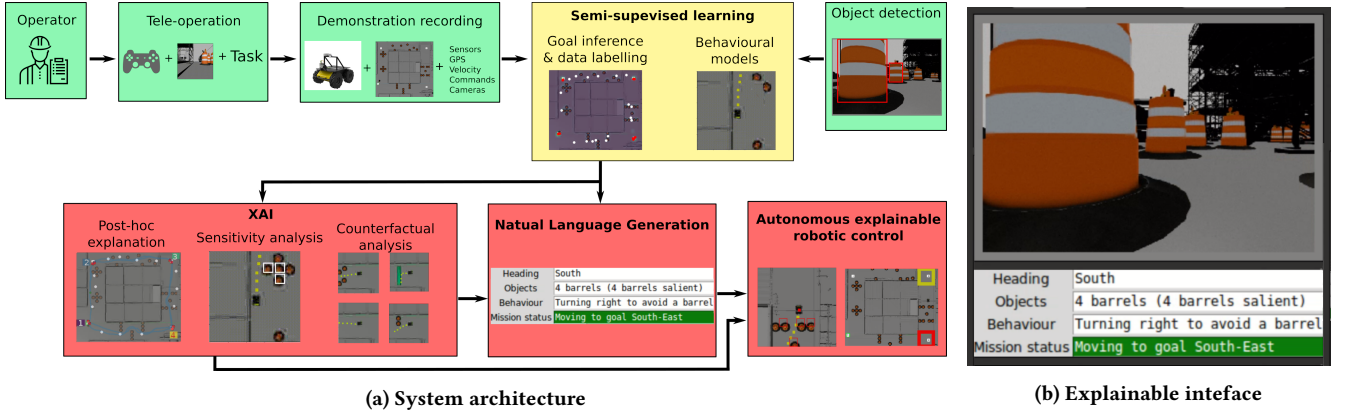 Operator
Tele-operation
+
+ Task
Demonstration recording
+
+
Sensors
GPS
Velocity
Commands
Cameras
Semi-supevised learning
Goal inference
& data labelling
Behavioural
models
Object detection
XAI
Post-hoc
explanation
Sensitivity analysis
Counterfactual
analysis
Natual Language Generation
Heading South
Objects 4 barrels (4 barrels salient)
Behaviour Turning right to avoid a barrel
Mission status Moving to goal South-East
Autonomous explainable
robotic control
(a) System architecture
Heading South
Objects 4 barrels (4 barrels salient)
Behaviour Turning right to avoid a barrel
Mission status Moving to goal South-East
(b) Explainable inteface